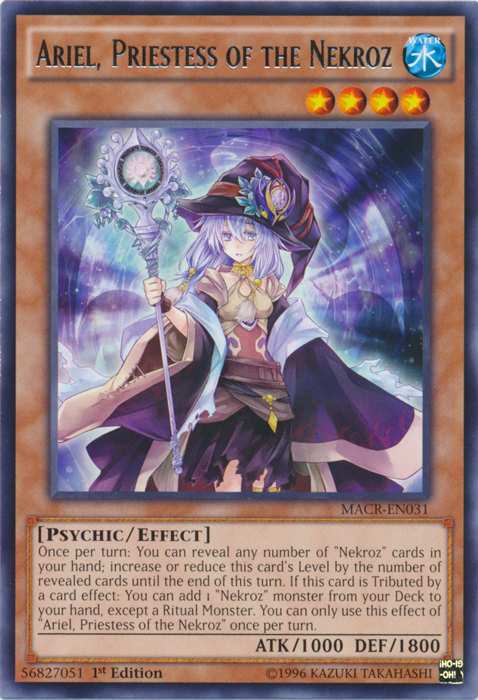 ARIEL, PRIESTESS OF THE NEKROZ
WATER
水
MACR-EN031
[PSYCHIC/EFFECT]
Once per turn: You can reveal any number of "Nekroz" cards in
your hand; increase or reduce this card's Level by the number of
revealed cards until the end of this turn. If this card is Tributed by
a card effect: You can add 1 "Nekroz" monster from your Deck to
your hand, except a Ritual Monster. You can only use this effect of
"Ariel, Priestess of the Nekroz" once per turn.
ATK/1000 DEF/1800
56827051 1st Edition ©1996 KAZUKI TAKAHASHI